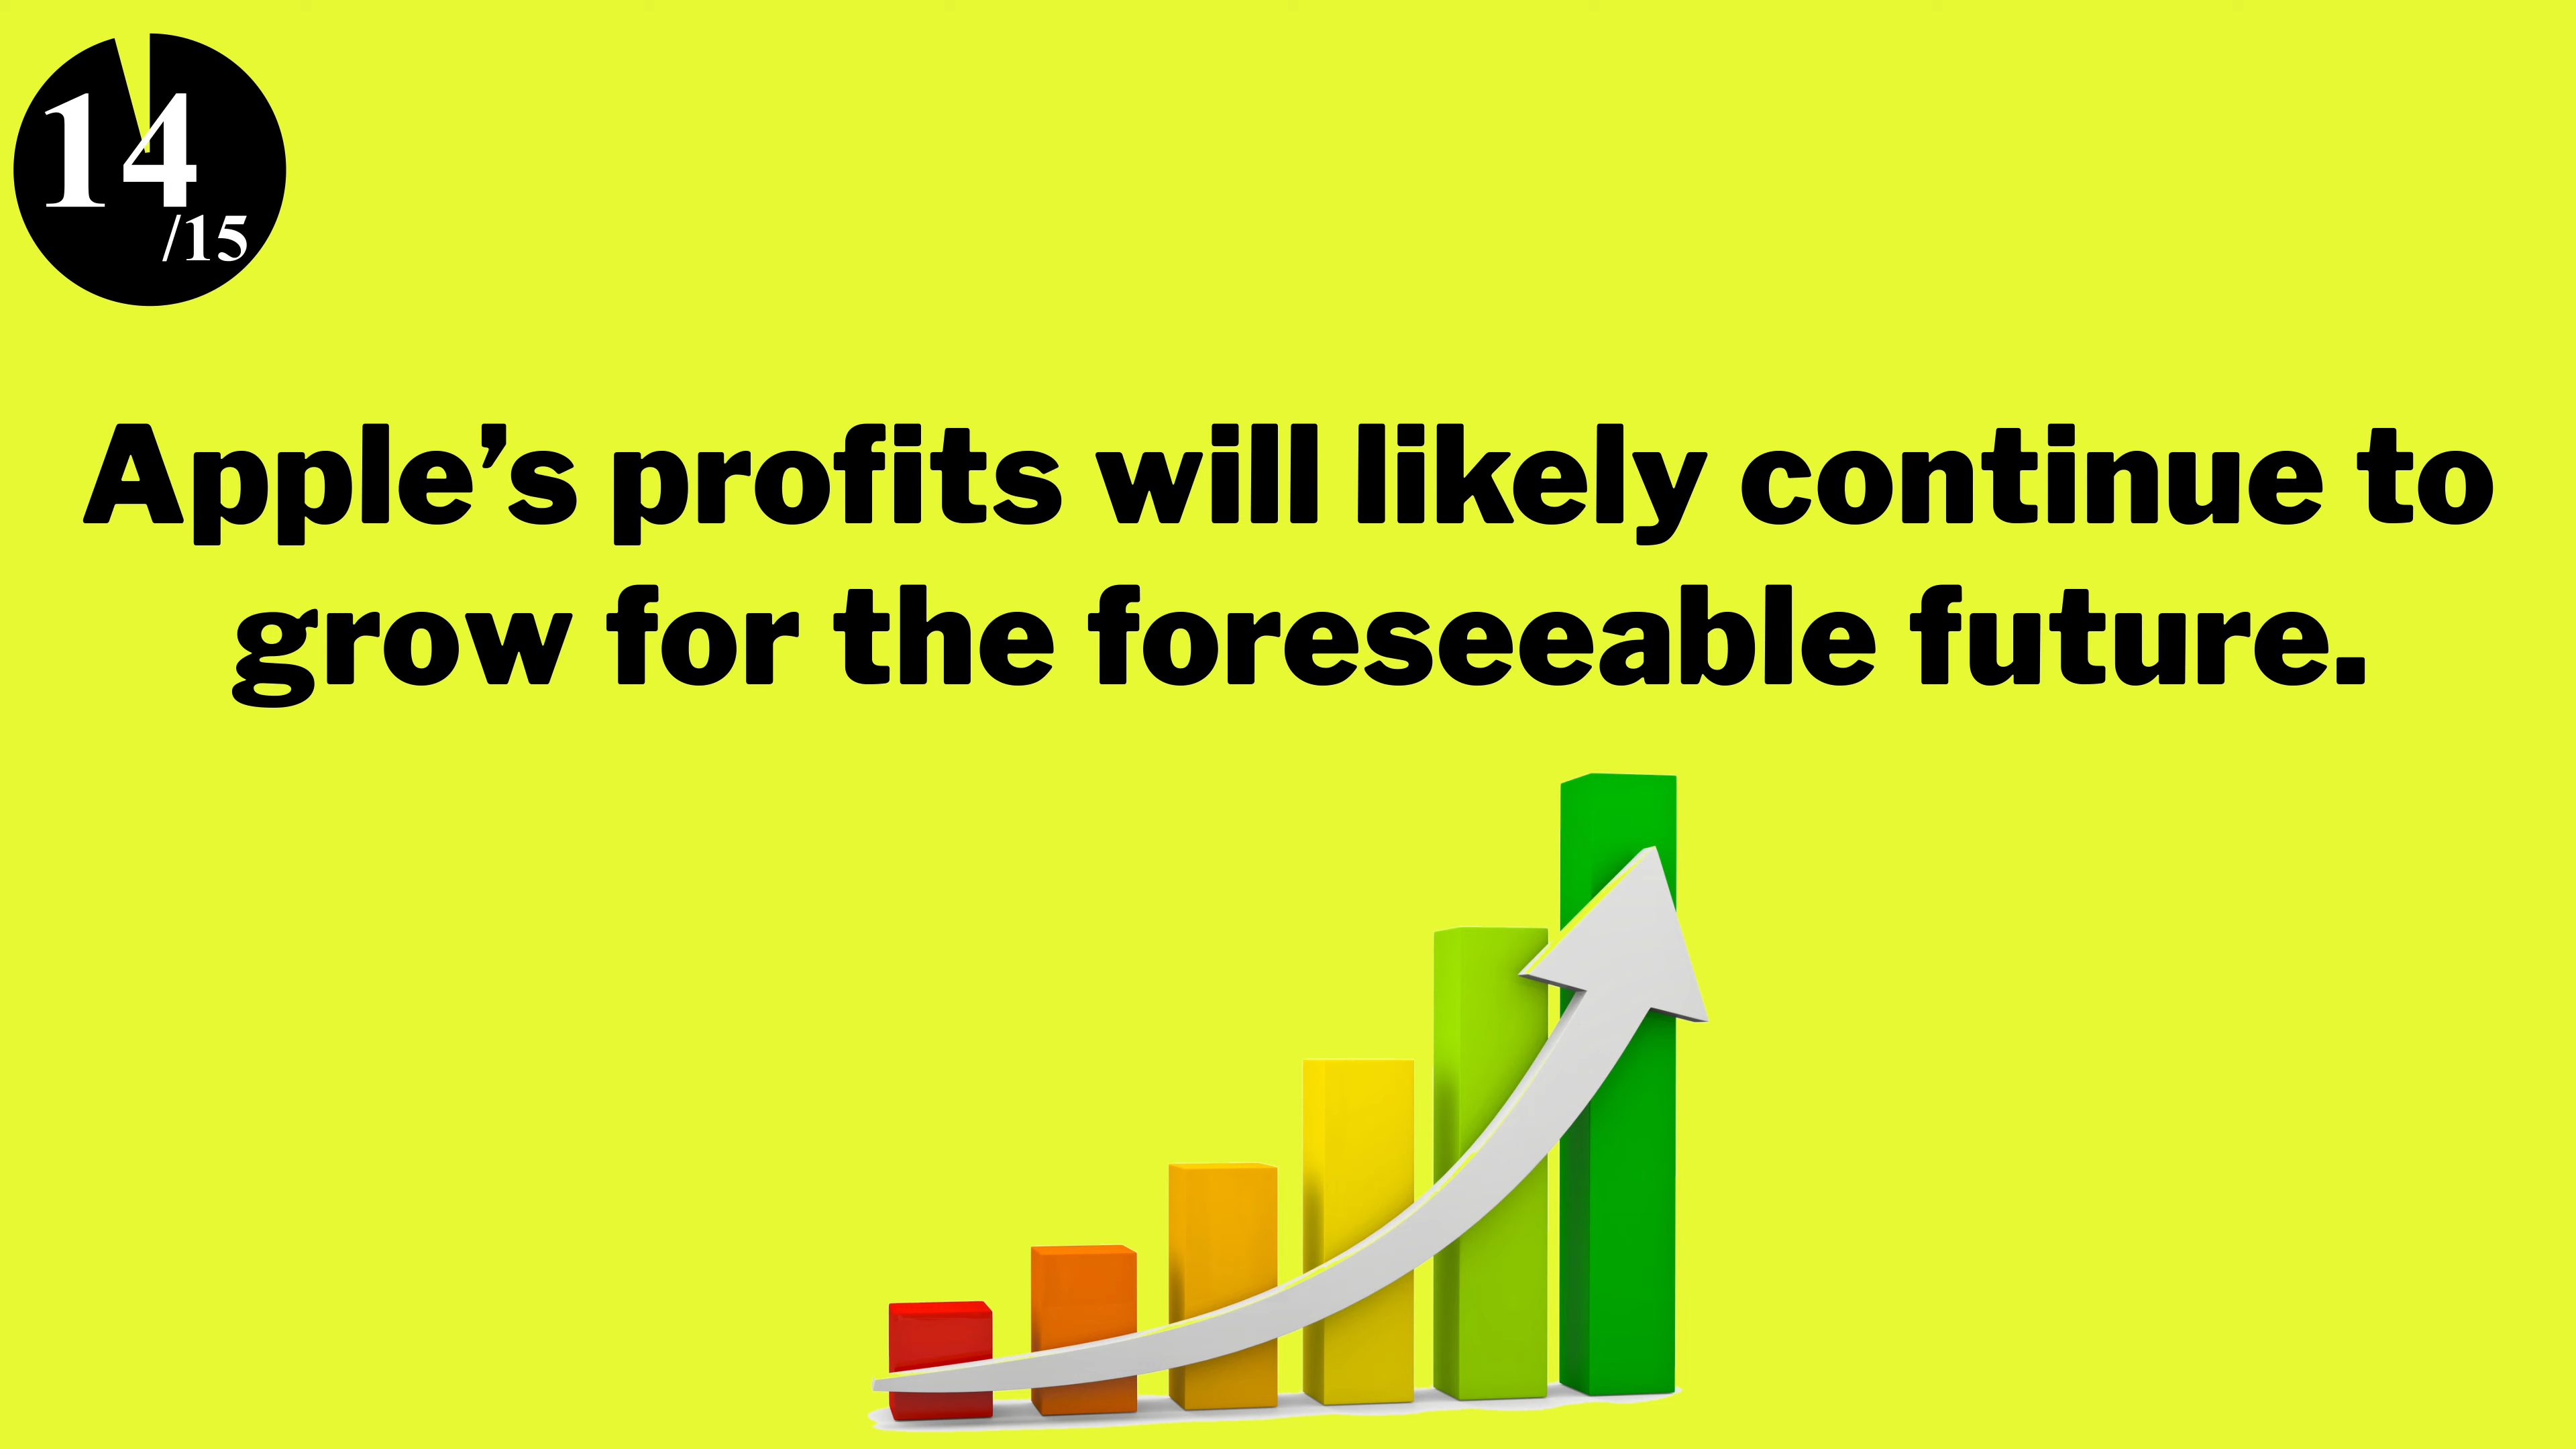 14
/15
Apple’s profits will likely continue to
grow for the foreseeable future.